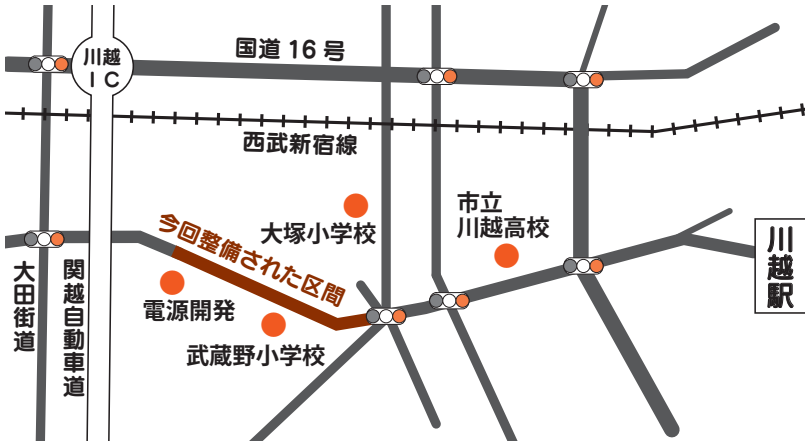 川越
IC
国道16号
西武新宿線
市立
川越高校
大塚小学校
今回整備された区間
川越駅
大田街道
関越自動車道
電源開発
武蔵野小学校